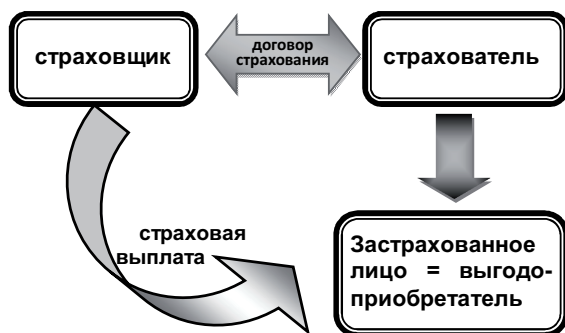 страховщик
договор
страхования
страхователь
страховая
выплата
Застрахованное
лицо = выгодо-
приобретатель